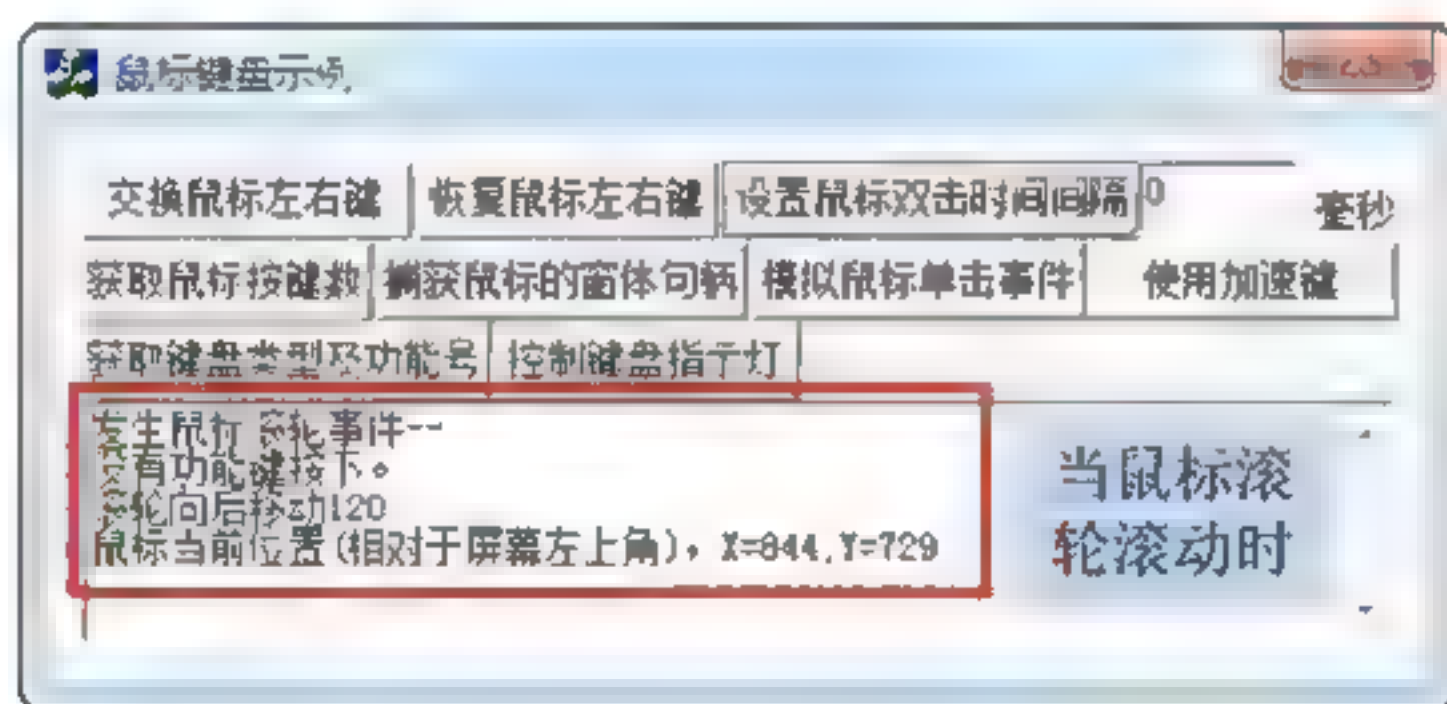 鼠标键盘示例
交换鼠标左右键 恢复鼠标左右键 设置鼠标双击时间间隔 0 毫秒
获取鼠标按键数 捕获鼠标的窗体句柄 模拟鼠标单击事件 使用加速键
获取键盘类型及功能号 控制键盘指示灯
发生鼠标滚轮事件--
没有功能键按下。
滚轮向后移动120
鼠标当前位置(相对于屏幕左上角), X=844,Y=729
当鼠标滚
轮滚动时